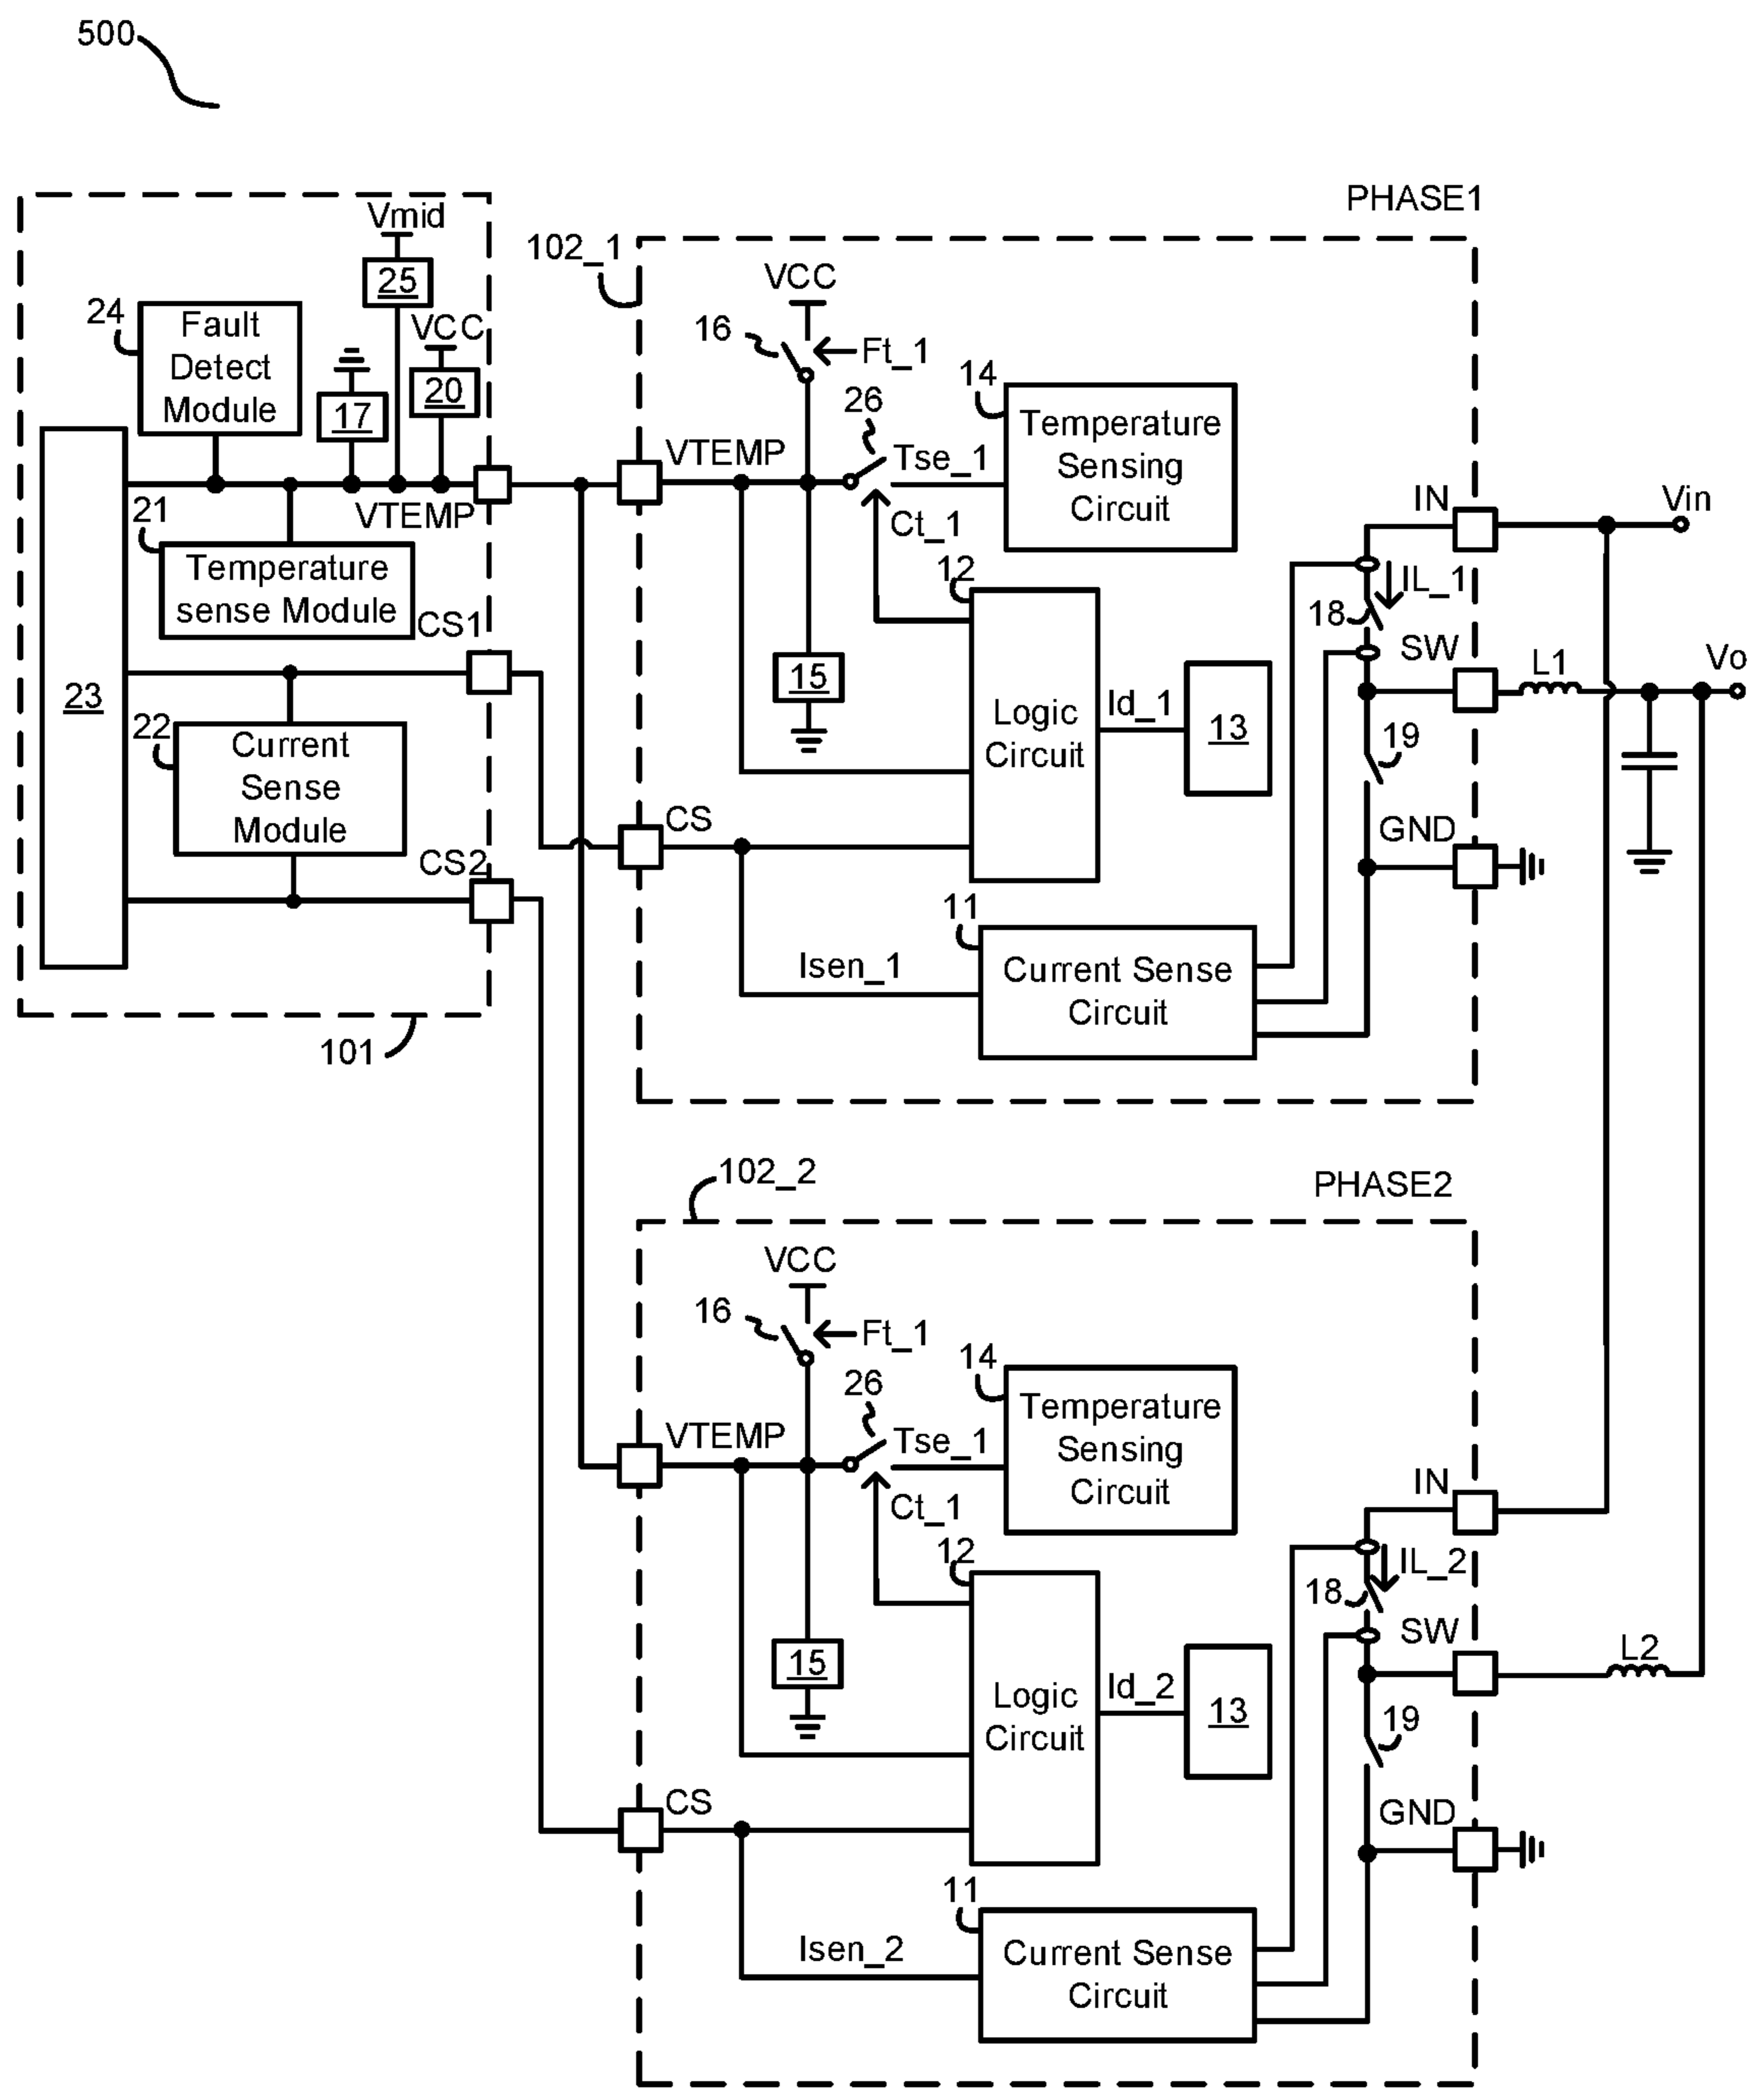 500
Vmid
25
24
Fault
Detect
Module
VCC
17
20
VTEMP
21
Temperature
sense Module
CS1
23
22
Current
Sense
Module
CS2
101
PHASE1
102_1
VCC
16
Ft_1
26
14
Temperature
Sensing
Circuit
VTEMP
Tse_1
Ct_1
12
IN
Vin
IL_1
18
SW
L1
Vo
15
Logic
Circuit
Id_1
13
19
CS
GND
11
Isen_1
Current Sense
Circuit
102_2
PHASE2
VCC
16
Ft_1
26
14
Temperature
Sensing
Circuit
VTEMP
Tse_1
Ct_1
12
IN
IL_2
18
SW
L2
15
Logic
Circuit
Id_2
13
19
CS
GND
11
Isen_2
Current Sense
Circuit